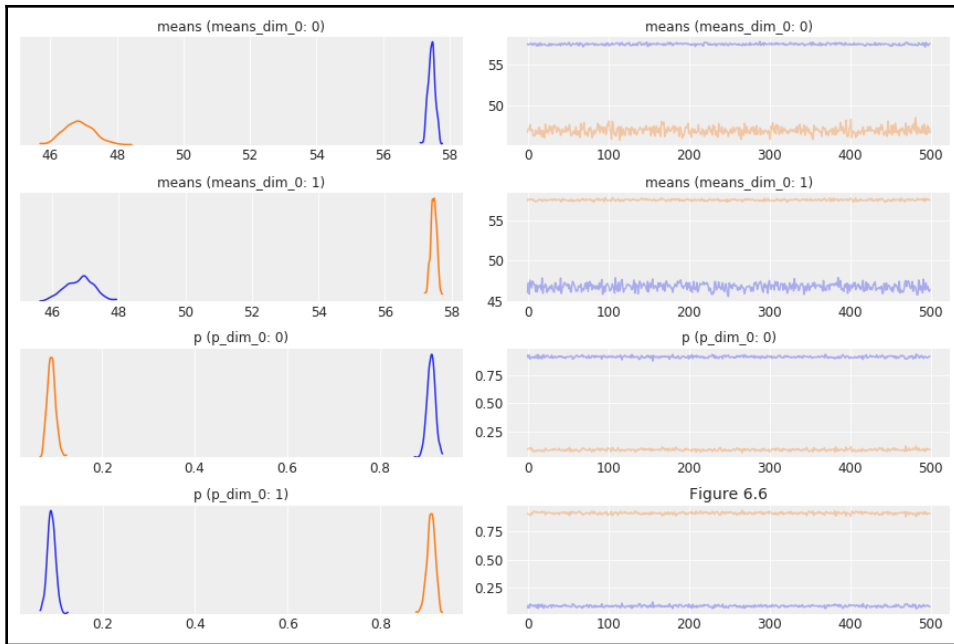 means (means_dim_0: 0)
46 48 50 52 54 56 58
means (means_dim_0: 0)
55
50
0 100 200 300 400 500
means (means_dim_0: 1)
46 48 50 52 54 56 58
means (means_dim_0: 1)
55
50
45
0 100 200 300 400 500
p (p_dim_0: 0)
0.2 0.4 0.6 0.8
p (p_dim_0: 0)
0.75
0.50
0.25
0 100 200 300 400 500
p (p_dim_0: 1)
0.2 0.4 0.6 0.8
Figure 6.6
0.75
0.50
0.25
0 100 200 300 400 500